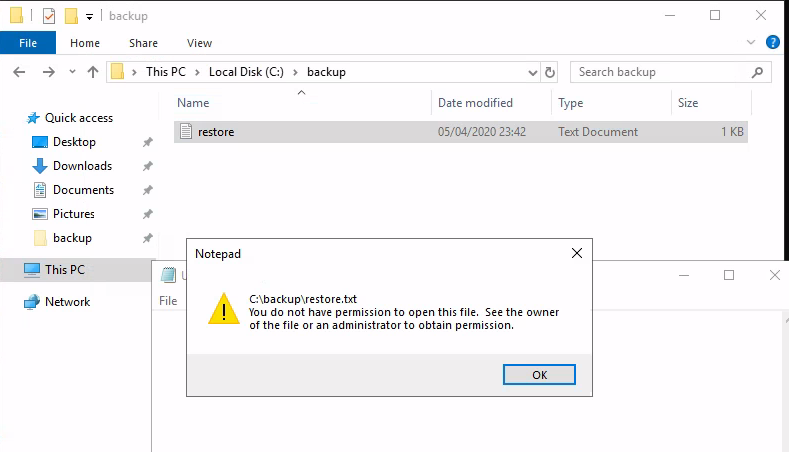 backup
File Home Share View
This PC Local Disk (C:) backup Search backup
Name Date modified Type Size
restore 05/04/2020 23:42 Text Document 1 KB
Quick access
Desktop
Downloads
Documents
Pictures
backup
This PC
Network
Notepad
C:\backup\restore.txt
You do not have permission to open this file. See the owner
of the file or an administrator to obtain permission.
OK
File